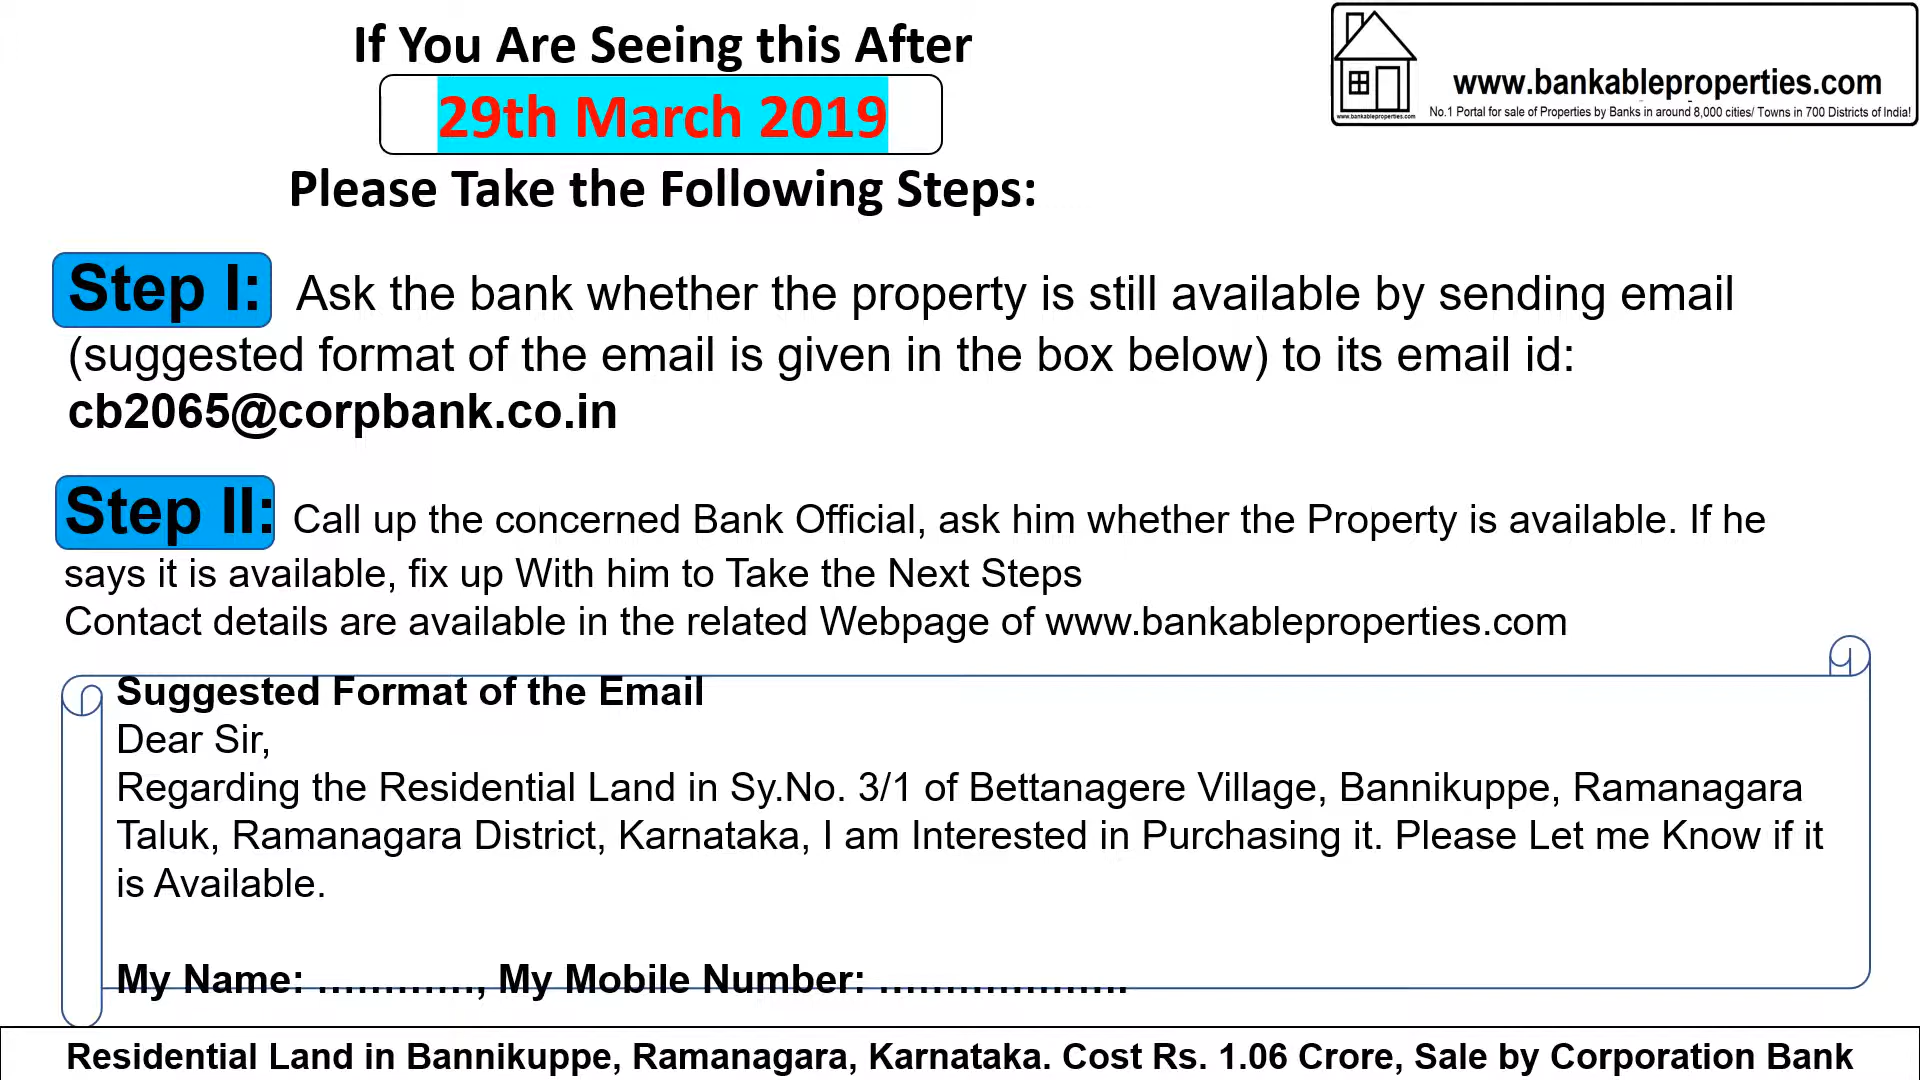 If You Are Seeing this After
29th March 2019
Please Take the Following Steps:
www.bankableproperties.com
No.1 Portal for sale of Properties by Banks in around 8,000 cities/ Towns in 700 Districts of India!
www.bankableproperties.com
Step I: Ask the bank whether the property is still available by sending email
(suggested format of the email is given in the box below) to its email id:
cb2065@corpbank.co.in
Step II: Call up the concerned Bank Official, ask him whether the Property is available. If he
says it is available, fix up With him to Take the Next Steps
Contact details are available in the related Webpage of www.bankableproperties.com
Suggested Format of the Email
Dear Sir,
Regarding the Residential Land in Sy.No. 3/1 of Bettanagere Village, Bannikuppe, Ramanagara
Taluk, Ramanagara District, Karnataka, I am Interested in Purchasing it. Please Let me Know if it
is Available.
My Name: …………, My Mobile Number: ……………….
Residential Land in Bannikuppe, Ramanagara, Karnataka. Cost Rs. 1.06 Crore, Sale by Corporation Bank